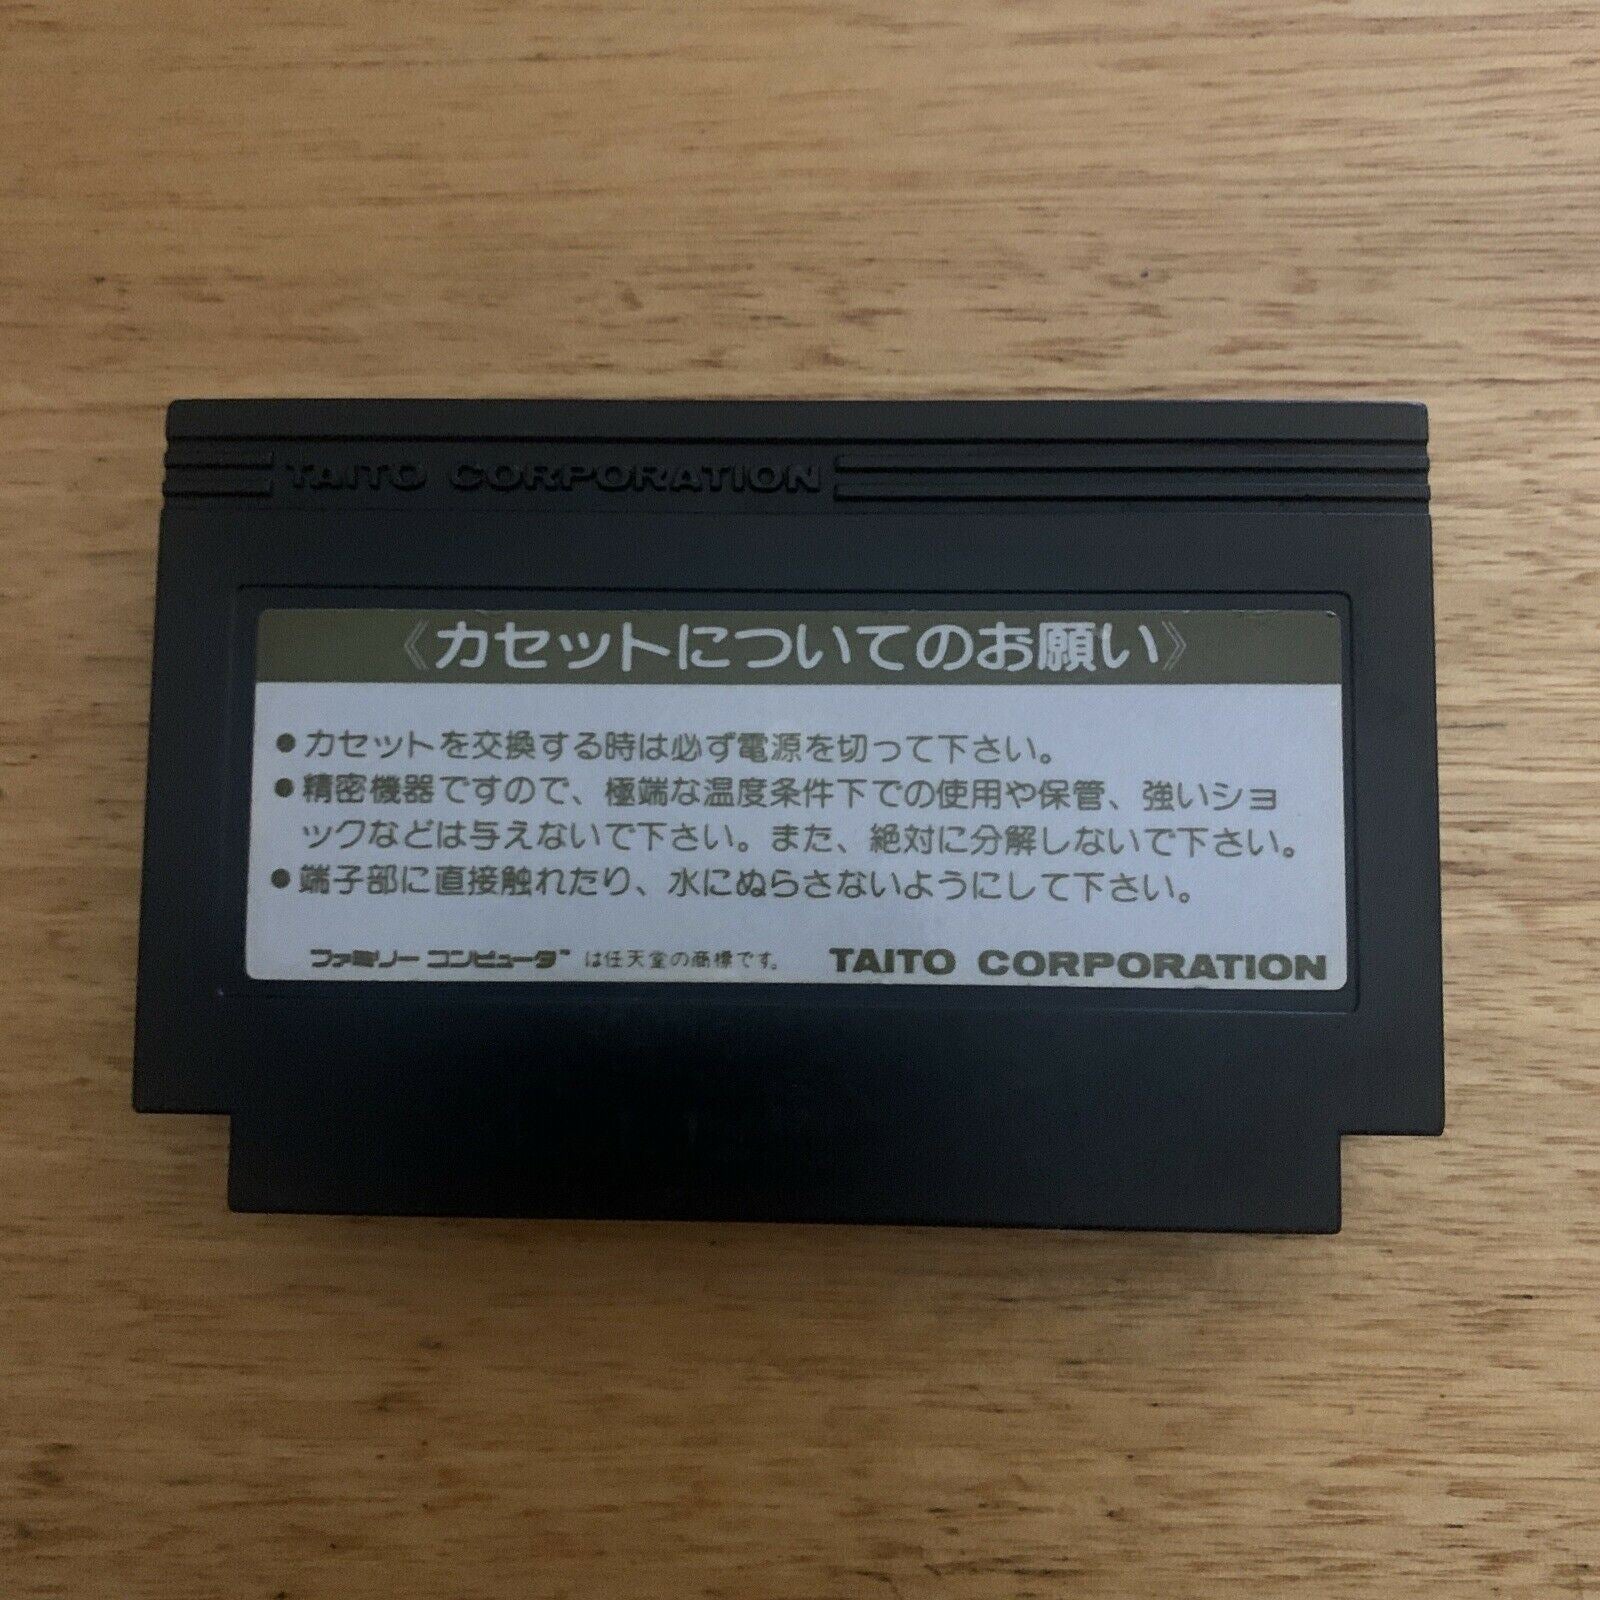 TAITO CORPORATION
《カセットについてのお願い》
●カセットを交換する時は必ず電源を切って下さい。
●精密機器ですので、極端な温度条件下での使用や保管、強いショ
ックなどは与えないで下さい。また、絶対に分解しないで下さい。
●端子部に直接触れたり、水にぬらさないようにして下さい。
ファミリーコンピュータ™は任天堂の商標です。 TAITO CORPORATION